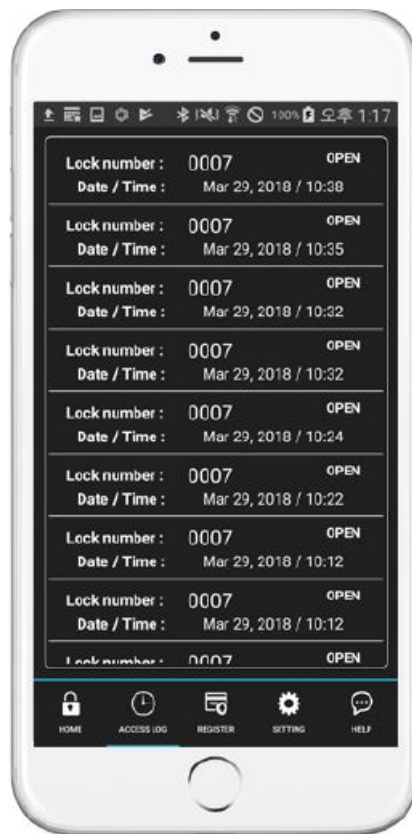 100% 오후 1:17
Lock number : 0007 OPEN
Date / Time : Mar 29, 2018 / 10:38
Lock number : 0007 OPEN
Date / Time : Mar 29, 2018 / 10:35
Lock number : 0007 OPEN
Date / Time : Mar 29, 2018 / 10:32
Lock number : 0007 OPEN
Date / Time : Mar 29, 2018 / 10:32
Lock number : 0007 OPEN
Date / Time : Mar 29, 2018 / 10:24
Lock number : 0007 OPEN
Date / Time : Mar 29, 2018 / 10:22
Lock number : 0007 OPEN
Date / Time : Mar 29, 2018 / 10:12
Lock number : 0007 OPEN
Date / Time : Mar 29, 2018 / 10:12
Lock number : 0007 OPEN
HOME ACCESS LOG REGISTER SETTING HELP